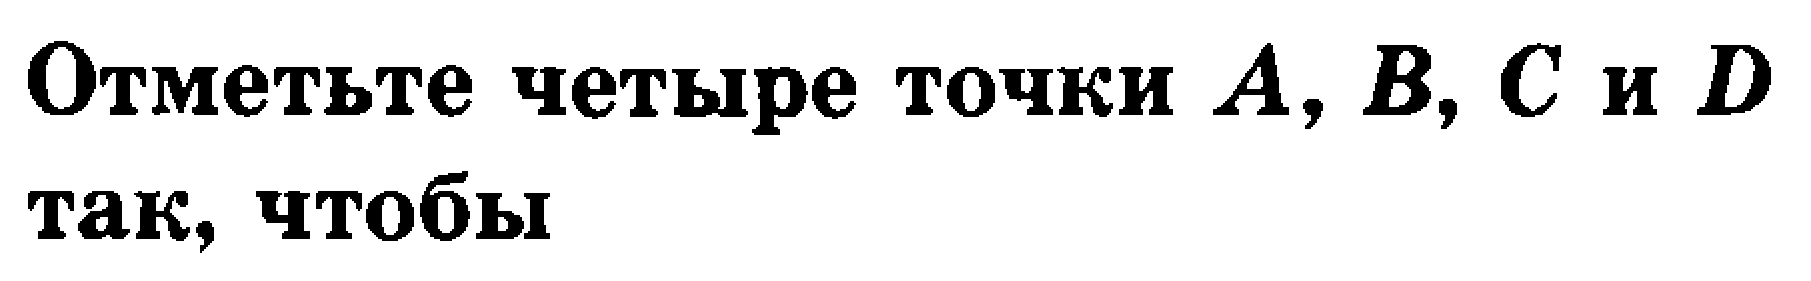 Отметьте четыре точки A, B, C и D
так, чтобы